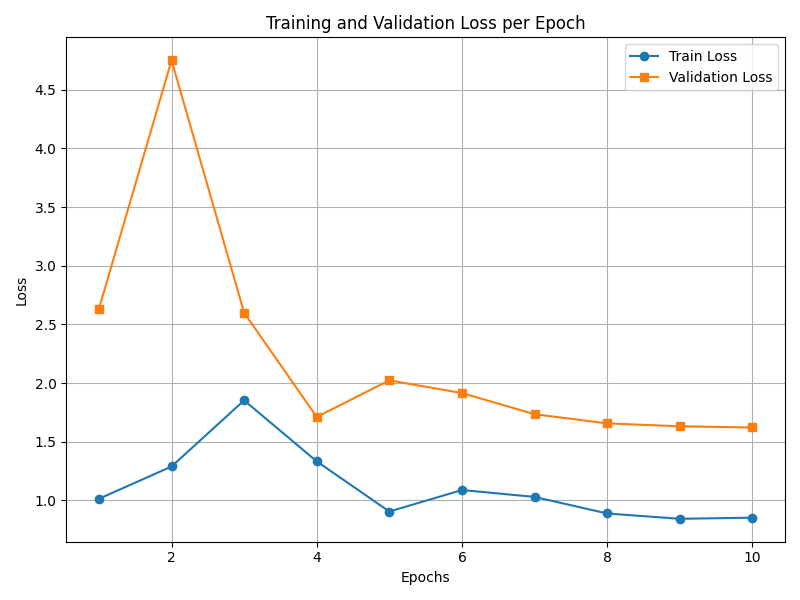 Training and Validation Loss per Epoch
Train Loss
Validation Loss
4.5
4.0
3.5
3.0
2.5
2.0
1.5
1.0
Loss
2 4 6 8 10
Epochs